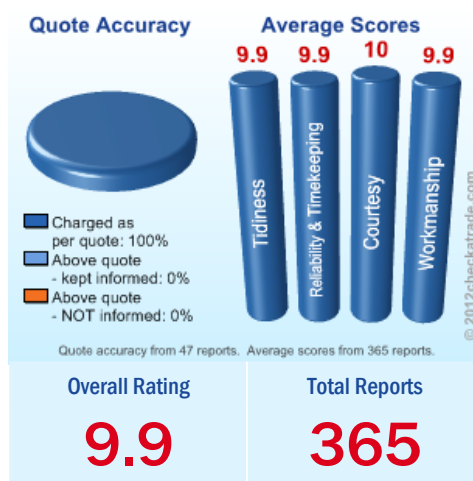 Quote Accuracy
Charged as
per quote: 100%
Above quote
- kept informed: 0%
Above quote
- NOT informed: 0%
Average Scores
9.9 9.9 10 9.9
Tidiness
Reliability & Timekeeping
Courtesy
Workmanship
© 2012checkatrade.com
Quote accuracy from 47 reports. Average scores from 365 reports.
Overall Rating
9.9
Total Reports
365